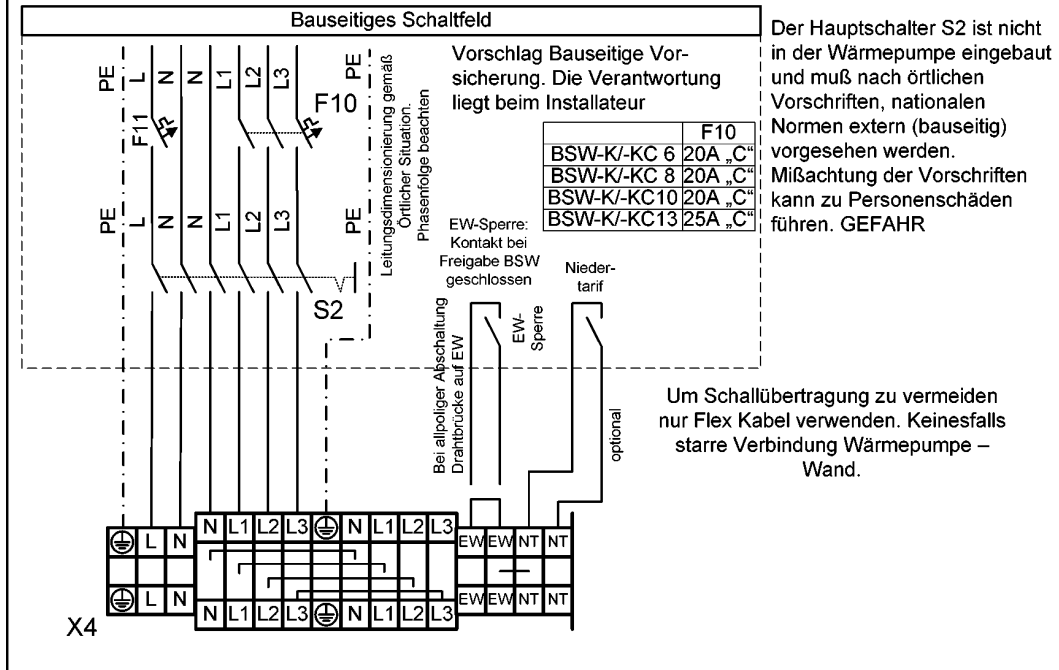 Bauseitiges Schaltfeld
PE
L
N
N
L1
L2
L3
PE
F11
F10
Leitungsdimensionierung gemäß
Örtlicher Situation.
Phasenfolge beachten
Vorschlag Bauseitige Vor-
sicherung. Die Verantwortung
liegt beim Installateur
F10
BSW-K/-KC 6 20A „C“
BSW-K/-KC 8 20A „C“
BSW-K/-KC10 20A „C“
BSW-K/-KC13 25A „C“
Der Hauptschalter S2 ist nicht
in der Wärmepumpe eingebaut
und muß nach örtlichen
Vorschriften, nationalen
Normen extern (bauseitig)
vorgesehen werden.
Mißachtung der Vorschriften
kann zu Personenschäden
führen. GEFAHR
PE
L
N
N
L1
L2
L3
PE
S2
EW-Sperre:
Kontakt bei
Freigabe BSW
geschlossen
Nieder-
tarif
EW-
Sperre
Bei allpoliger Abschaltung
Drahtbrücke auf EW
optional
Um Schallübertragung zu vermeiden
nur Flex Kabel verwenden. Keinesfalls
starre Verbindung Wärmepumpe –
Wand.
L N N L1 L2 L3 N L1 L2 L3 EW EW NT NT
L N N L1 L2 L3 N L1 L2 L3 EW EW NT NT
X4